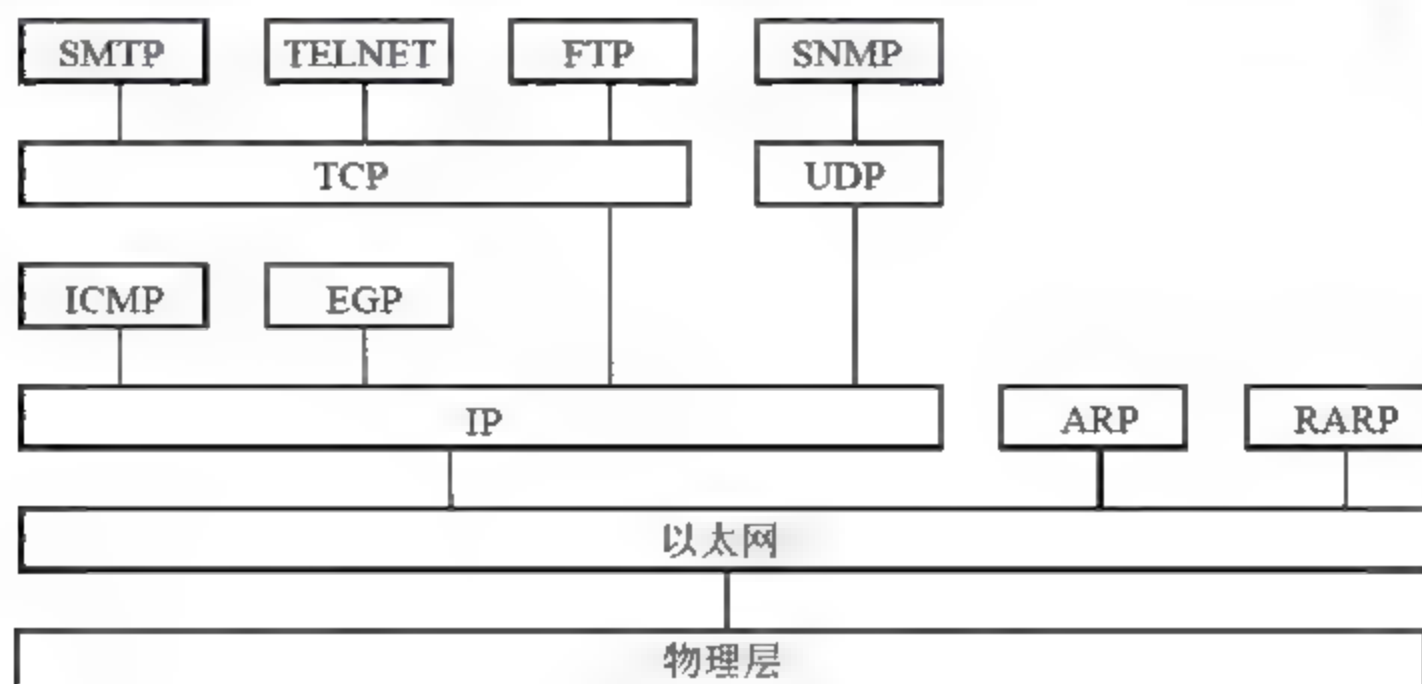 SMTP TELNET FTP SNMP
TCP UDP
ICMP EGP
IP ARP RARP
以太网
物理层